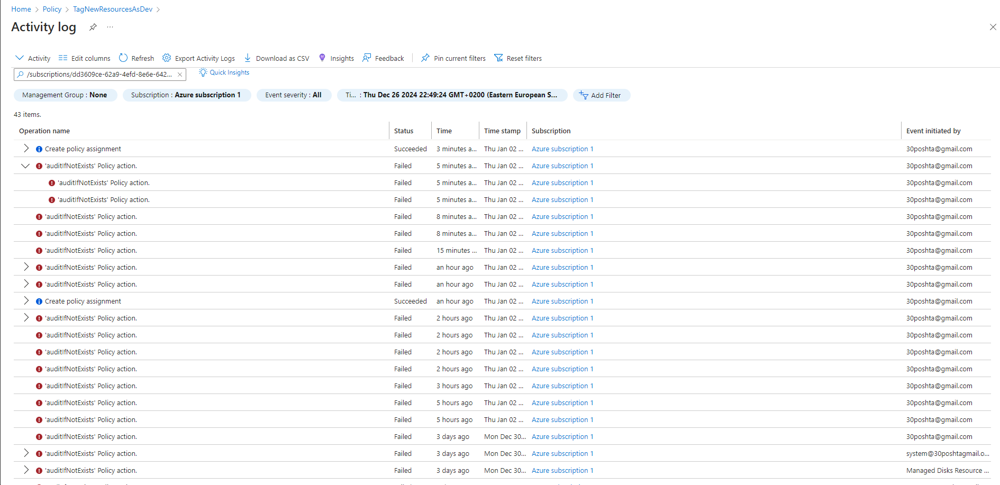 Home > Policy > TagNewResourcesAsDev >
Activity log
Activity Edit columns Refresh Export Activity Logs Download as CSV Insights Feedback Pin current filters Reset filters
/subscriptions/dd3609ce-62a9-4efd-8e6e-642... Quick Insights
Management Group : None Subscription : Azure subscription 1 Event severity : All Ti... : Thu Dec 26 2024 22:49:24 GMT+0200 (Eastern European S... Add Filter
43 items.
Operation name Status Time Time stamp Subscription Event initiated by
Create policy assignment Succeeded 3 minutes a... Thu Jan 02 ... Azure subscription 1 30poshta@gmail.com
'auditIfNotExists' Policy action. Failed 5 minutes a... Thu Jan 02 ... Azure subscription 1 30poshta@gmail.com
'auditIfNotExists' Policy action. Failed 5 minutes a... Thu Jan 02 ... Azure subscription 1 30poshta@gmail.com
'auditIfNotExists' Policy action. Failed 5 minutes a... Thu Jan 02 ... Azure subscription 1 30poshta@gmail.com
'auditIfNotExists' Policy action. Failed 8 minutes a... Thu Jan 02 ... Azure subscription 1 30poshta@gmail.com
'auditIfNotExists' Policy action. Failed 8 minutes a... Thu Jan 02 ... Azure subscription 1 30poshta@gmail.com
'auditIfNotExists' Policy action. Failed 15 minutes ... Thu Jan 02 ... Azure subscription 1 30poshta@gmail.com
'auditIfNotExists' Policy action. Failed an hour ago Thu Jan 02 ... Azure subscription 1 30poshta@gmail.com
'auditIfNotExists' Policy action. Failed an hour ago Thu Jan 02 ... Azure subscription 1 30poshta@gmail.com
Create policy assignment Succeeded an hour ago Thu Jan 02 ... Azure subscription 1 30poshta@gmail.com
'auditIfNotExists' Policy action. Failed 2 hours ago Thu Jan 02 ... Azure subscription 1 30poshta@gmail.com
'auditIfNotExists' Policy action. Failed 2 hours ago Thu Jan 02 ... Azure subscription 1 30poshta@gmail.com
'auditIfNotExists' Policy action. Failed 2 hours ago Thu Jan 02 ... Azure subscription 1 30poshta@gmail.com
'auditIfNotExists' Policy action. Failed 2 hours ago Thu Jan 02 ... Azure subscription 1 30poshta@gmail.com
'auditIfNotExists' Policy action. Failed 3 hours ago Thu Jan 02 ... Azure subscription 1 30poshta@gmail.com
'auditIfNotExists' Policy action. Failed 5 hours ago Thu Jan 02 ... Azure subscription 1 30poshta@gmail.com
'auditIfNotExists' Policy action. Failed 5 hours ago Thu Jan 02 ... Azure subscription 1 30poshta@gmail.com
'auditIfNotExists' Policy action. Failed 3 days ago Mon Dec 30... Azure subscription 1 30poshta@gmail.com
'auditIfNotExists' Policy action. Failed 3 days ago Mon Dec 30... Azure subscription 1 system@30poshtagmail.o...
'auditIfNotExists' Policy action. Failed 3 days ago Mon Dec 30... Azure subscription 1 Managed Disks Resource ...